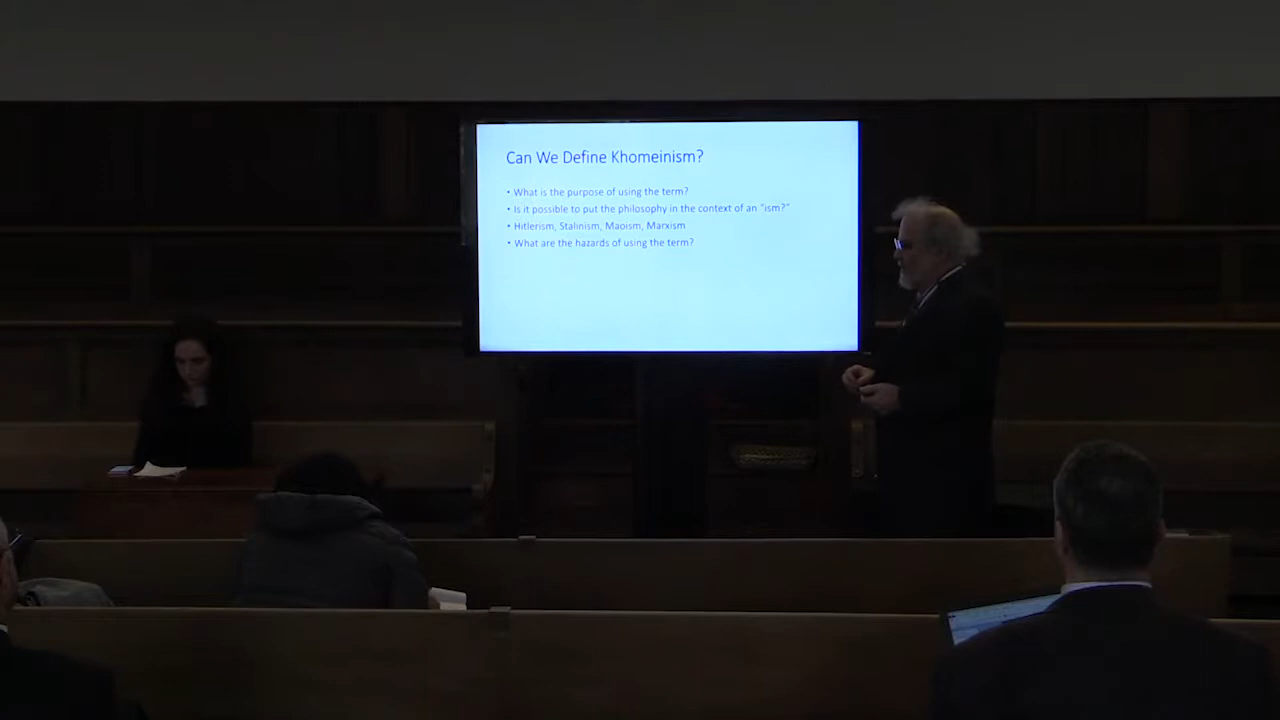 Can We Define Khomeinism?
• What is the purpose of using the term?
• Is it possible to put the philosophy in the context of an “ism?”
• Hitlerism, Stalinism, Maoism, Marxism
• What are the hazards of using the term?